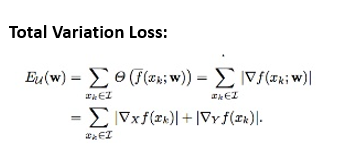 Total Variation Loss:
E_𝒰(w) = ∑_{x_k∈ℐ} Θ (f̄(x_k; w)) = ∑_{x_k∈ℐ} |∇f(x_k; w)|
= ∑_{x_k∈ℐ} |∇_X f(x_k)| + |∇_Y f(x_k)|.